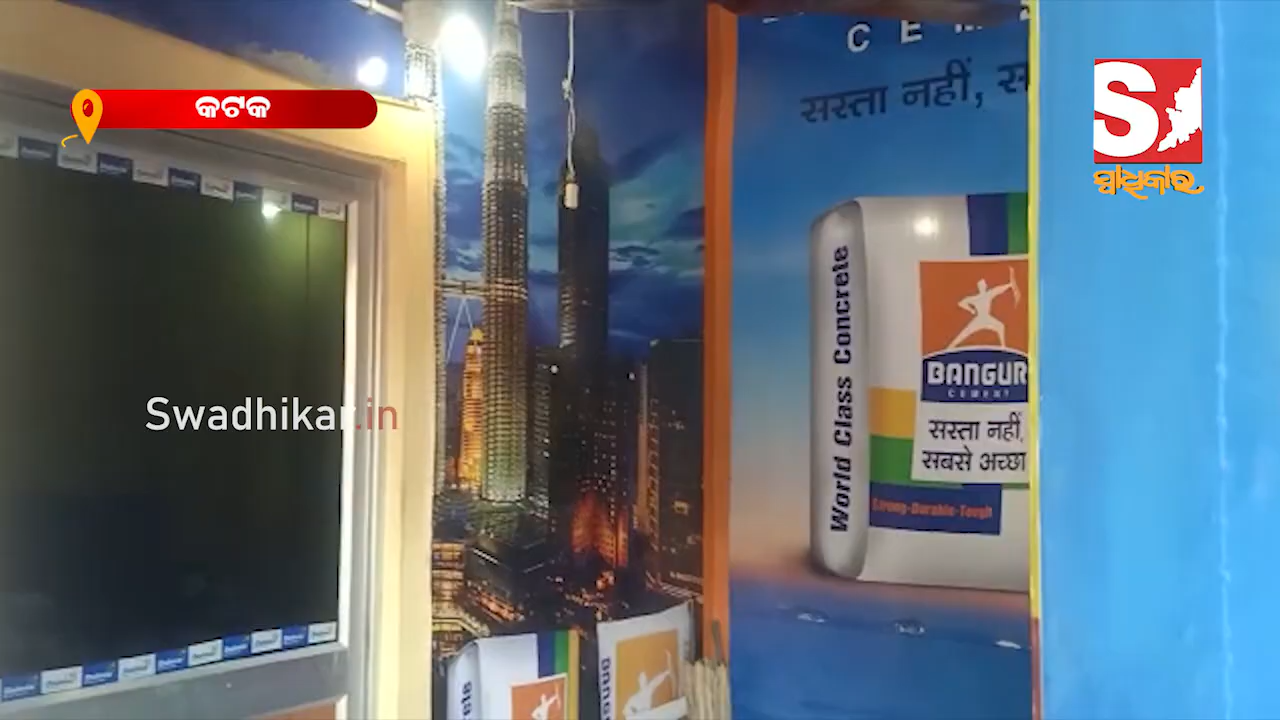 C E M
सस्ता नहीं, स
କଟକ
S
ସ୍ୱାଧିକାର
World Class Concrete
BANGUR
CEMENT
सस्ता नहीं,
सबसे अच्छा
Strong-Durable-Tough
Swadhikar.in